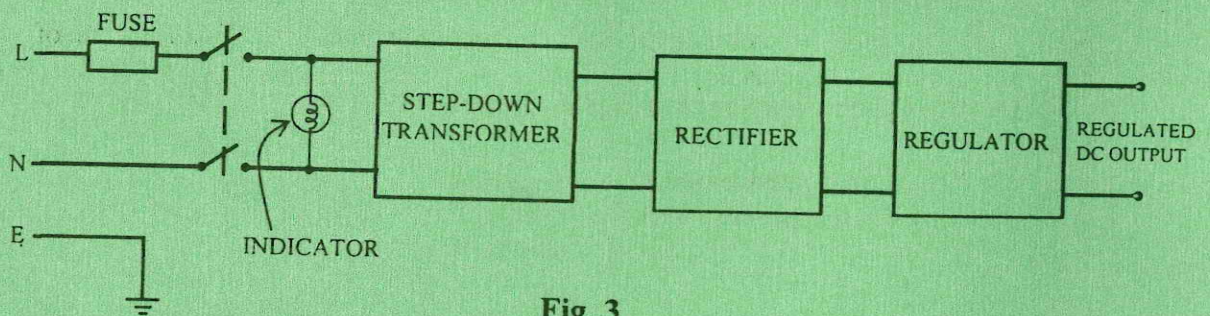 FUSE
L
N
E
INDICATOR
STEP-DOWN
TRANSFORMER
RECTIFIER
REGULATOR
REGULATED
DC OUTPUT
Fig. 3